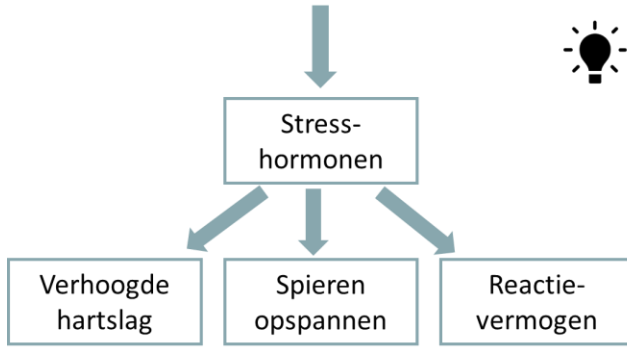 Stress-
hormonen
Verhoogde
hartslag
Spieren
opspannen
Reactie-
vermogen